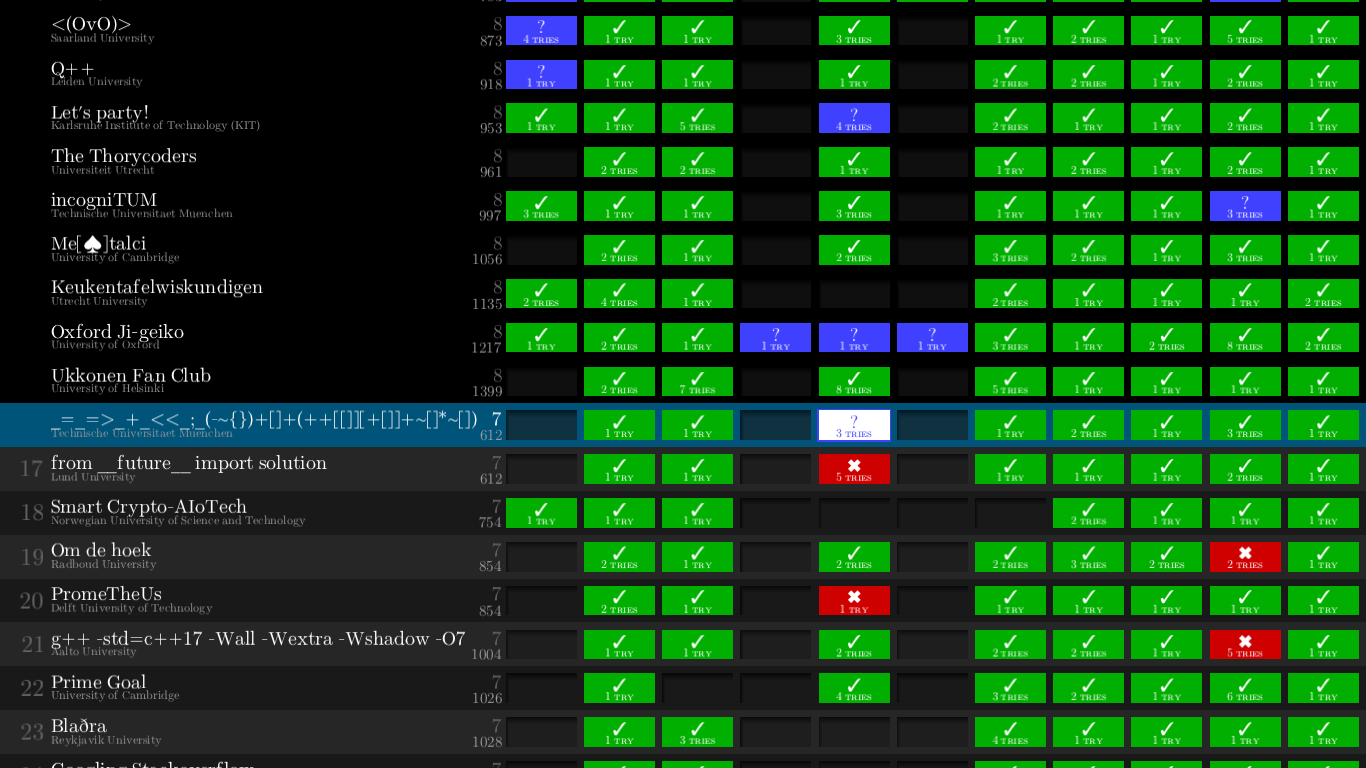 <(OvO)> 8
Saarland University 873
? ✓ ✓ ✓ ✓ ✓ ✓ ✓ ✓
4 TRIES 1 TRY 1 TRY 3 TRIES 1 TRY 2 TRIES 1 TRY 5 TRIES 1 TRY
Q++ 8
Leiden University 918
? ✓ ✓ ✓ ✓ ✓ ✓ ✓ ✓
1 TRY 1 TRY 1 TRY 1 TRY 2 TRIES 2 TRIES 1 TRY 2 TRIES 1 TRY
Let's party! 8
Karlsruhe Institute of Technology (KIT) 953
✓ ✓ ✓ ? ✓ ✓ ✓ ✓ ✓
1 TRY 1 TRY 5 TRIES 4 TRIES 2 TRIES 1 TRY 1 TRY 2 TRIES 1 TRY
The Thorycoders 8
Universiteit Utrecht 961
✓ ✓ ✓ ✓ ✓ ✓ ✓ ✓
2 TRIES 2 TRIES 1 TRY 1 TRY 2 TRIES 1 TRY 2 TRIES 1 TRY
incogniTUM 8
Technische Universitaet Muenchen 997
✓ ✓ ✓ ✓ ✓ ✓ ✓ ? ✓
3 TRIES 1 TRY 1 TRY 3 TRIES 1 TRY 1 TRY 1 TRY 3 TRIES 1 TRY
Me[♠]talci 8
University of Cambridge 1056
✓ ✓ ✓ ✓ ✓ ✓ ✓ ✓
2 TRIES 1 TRY 2 TRIES 3 TRIES 2 TRIES 1 TRY 3 TRIES 1 TRY
Keukentafelwiskundigen 8
Utrecht University 1135
✓ ✓ ✓ ✓ ✓ ✓ ✓ ✓
2 TRIES 4 TRIES 1 TRY 2 TRIES 1 TRY 1 TRY 1 TRY 2 TRIES
Oxford Ji-geiko 8
University of Oxford 1217
✓ ✓ ✓ ? ? ? ✓ ✓ ✓ ✓ ✓
1 TRY 2 TRIES 1 TRY 1 TRY 1 TRY 1 TRY 3 TRIES 1 TRY 2 TRIES 8 TRIES 2 TRIES
Ukkonen Fan Club 8
University of Helsinki 1399
✓ ✓ ✓ ✓ ✓ ✓ ✓ ✓
2 TRIES 7 TRIES 8 TRIES 5 TRIES 1 TRY 1 TRY 1 TRY 1 TRY
_=_=>_+_<<_;_(-~{})+[]+(++[[]][+[]]+~[]*~[]) 7
Technische Universitaet Muenchen 612
✓ ✓ ? ✓ ✓ ✓ ✓ ✓
1 TRY 1 TRY 3 TRIES 1 TRY 2 TRIES 1 TRY 3 TRIES 1 TRY
17 from __future__ import solution 7
Lund University 612
✓ ✓ ✖ ✓ ✓ ✓ ✓ ✓
1 TRY 1 TRY 5 TRIES 1 TRY 1 TRY 1 TRY 2 TRIES 1 TRY
18 Smart Crypto-AIoTech 7
Norwegian University of Science and Technology 754
✓ ✓ ✓ ✓ ✓ ✓ ✓
1 TRY 1 TRY 1 TRY 2 TRIES 1 TRY 1 TRY 1 TRY
19 Om de hoek 7
Radboud University 854
✓ ✓ ✓ ✓ ✓ ✓ ✖ ✓
2 TRIES 1 TRY 2 TRIES 2 TRIES 3 TRIES 2 TRIES 2 TRIES 1 TRY
20 PromeTheUs 7
Delft University of Technology 854
✓ ✓ ✖ ✓ ✓ ✓ ✓ ✓
2 TRIES 1 TRY 1 TRY 1 TRY 1 TRY 1 TRY 1 TRY 1 TRY
21 g++ -std=c++17 -Wall -Wextra -Wshadow -O7 7
Aalto University 1004
✓ ✓ ✓ ✓ ✓ ✓ ✖ ✓
1 TRY 1 TRY 2 TRIES 2 TRIES 2 TRIES 1 TRY 5 TRIES 1 TRY
22 Prime Goal 7
University of Cambridge 1026
✓ ✓ ✓ ✓ ✓ ✓ ✓
1 TRY 4 TRIES 3 TRIES 2 TRIES 1 TRY 6 TRIES 1 TRY
23 Blaðra 7
Reykjavik University 1028
✓ ✓ ✓ ✓ ✓ ✓ ✓
1 TRY 3 TRIES 4 TRIES 1 TRY 1 TRY 1 TRY 1 TRY